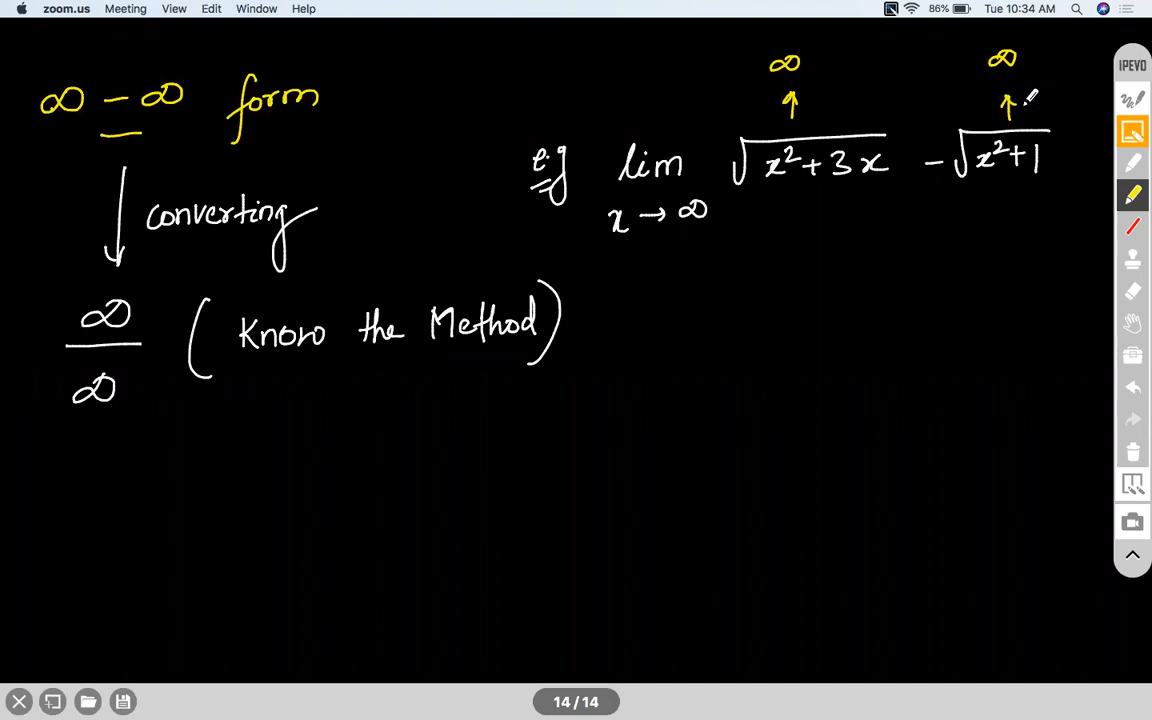 zoom.us Meeting View Edit Window Help 86% Tue 10:34 AM
IPEVO
∞ - ∞ form
converting
∞/∞ (Know the Method)
∞ ∞
↑ ↑
e.g lim √(x²+3x) - √(x²+1)
x → ∞
14 / 14